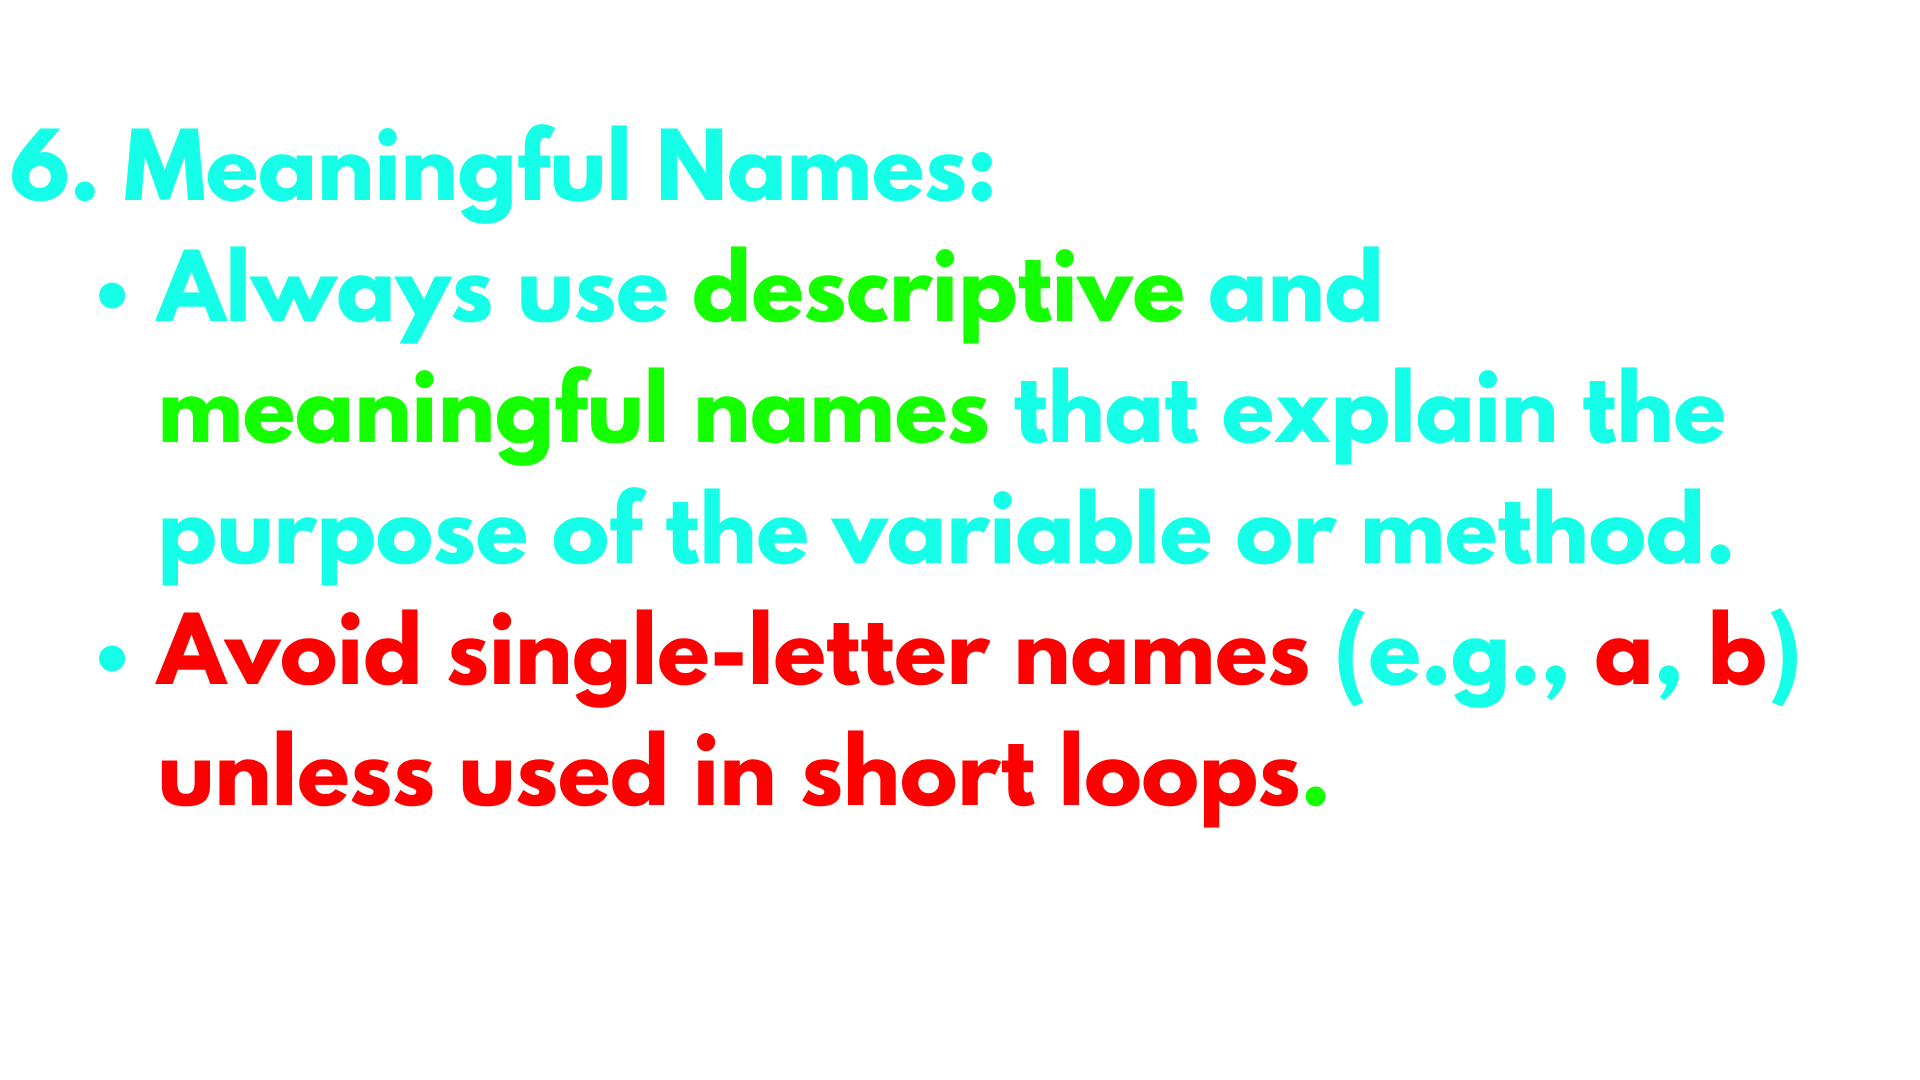 6. Meaningful Names:
• Always use descriptive and
meaningful names that explain the
purpose of the variable or method.
• Avoid single-letter names (e.g., a, b)
unless used in short loops.